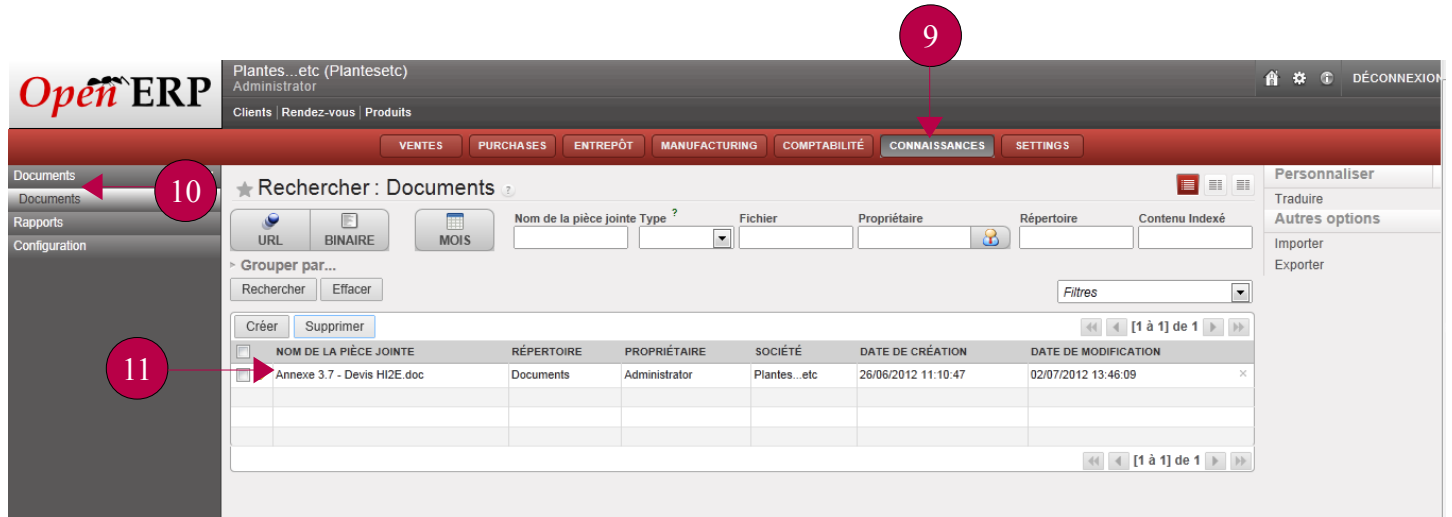 9
Open ERP
Plantes...etc (Plantesetc)
Administrator
Clients | Rendez-vous | Produits
DÉCONNEXION
VENTES PURCHASES ENTREPÔT MANUFACTURING COMPTABILITÉ CONNAISSANCES SETTINGS
Documents
Documents
Rapports
Configuration
10
Rechercher : Documents ?
URL BINAIRE MOIS
Nom de la pièce jointe Type ? Fichier Propriétaire Répertoire Contenu Indexé
Grouper par...
Rechercher Effacer
Filtres
Créer Supprimer
[1 à 1] de 1
NOM DE LA PIÈCE JOINTE RÉPERTOIRE PROPRIÉTAIRE SOCIÉTÉ DATE DE CRÉATION DATE DE MODIFICATION
11
Annexe 3.7 - Devis HI2E.doc Documents Administrator Plantes...etc 26/06/2012 11:10:47 02/07/2012 13:46:09
[1 à 1] de 1
Personnaliser
Traduire
Autres options
Importer
Exporter